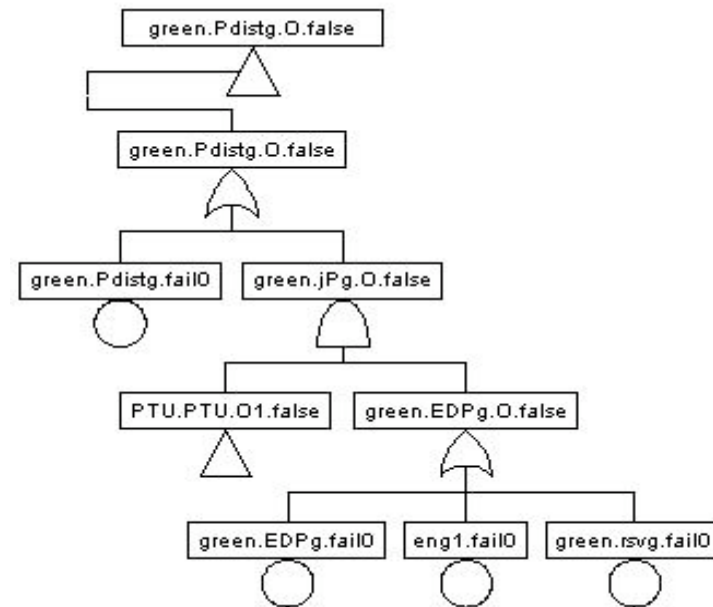 green.Pdistg.O.false
green.Pdistg.O.false
green.Pdistg.fail0
green.jPg.O.false
PTU.PTU.O1.false
green.EDPg.O.false
green.EDPg.fail0
eng1.fail0
green.rsvg.fail0